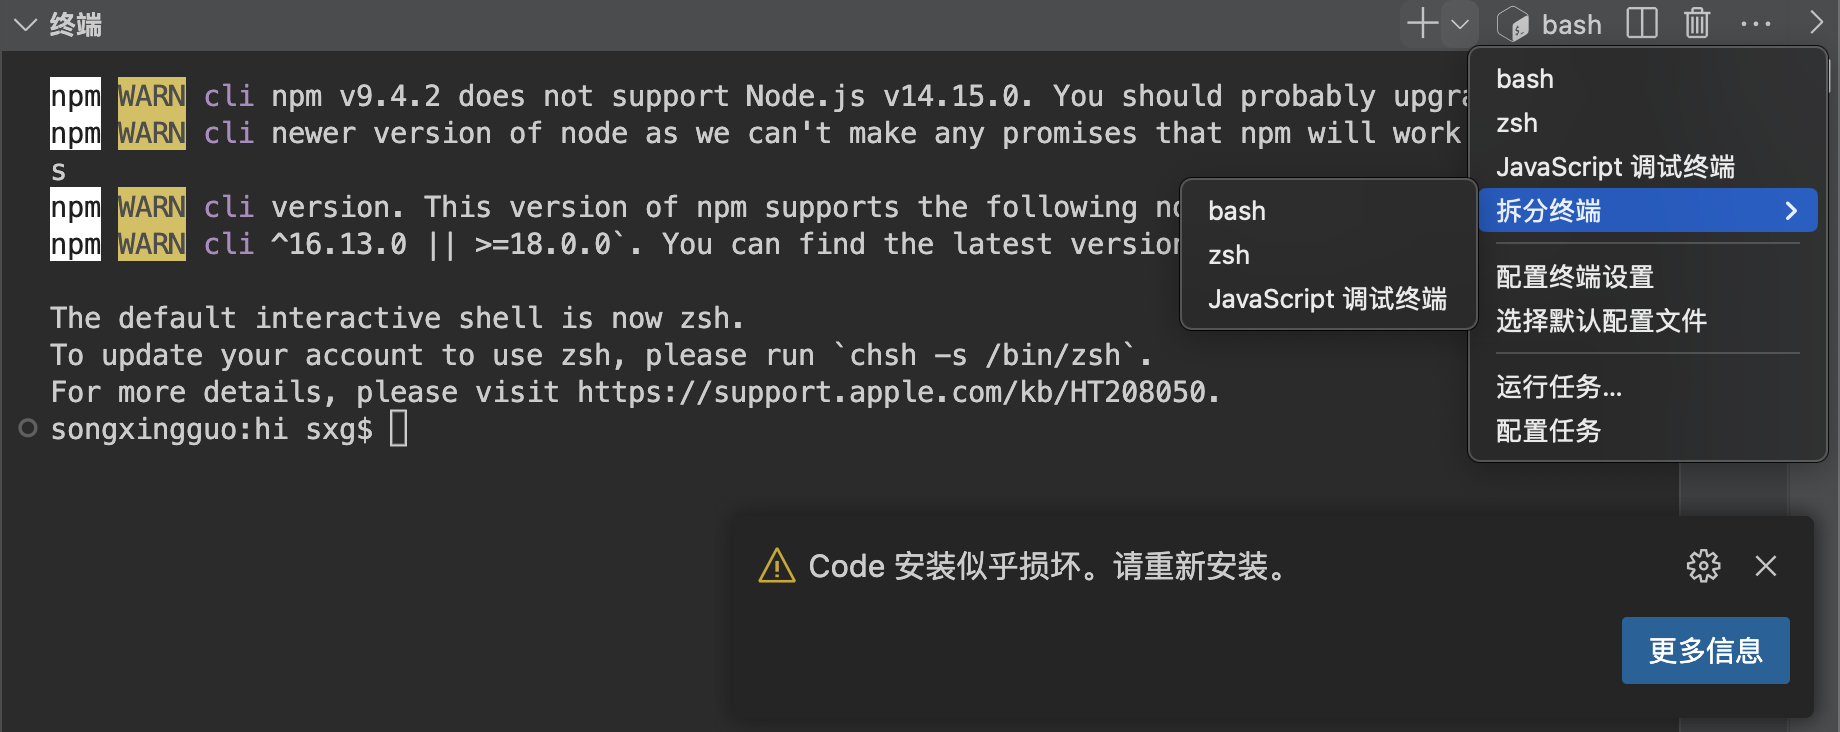 终端
bash
npm WARN cli npm v9.4.2 does not support Node.js v14.15.0. You should probably
npm WARN cli newer version of node as we can't make any promises that npm will work
s
npm WARN cli version. This version of npm supports the following
npm WARN cli ^16.13.0 || >=18.0.0`. You can find the latest version
The default interactive shell is now zsh.
To update your account to use zsh, please run `chsh -s /bin/zsh`.
For more details, please visit https://support.apple.com/kb/HT208050.
songxingguo:hi sxg$
bash
zsh
JavaScript 调试终端
拆分终端
配置终端设置
选择默认配置文件
运行任务...
配置任务
bash
zsh
JavaScript 调试终端
Code 安装似乎损坏。请重新安装。
更多信息